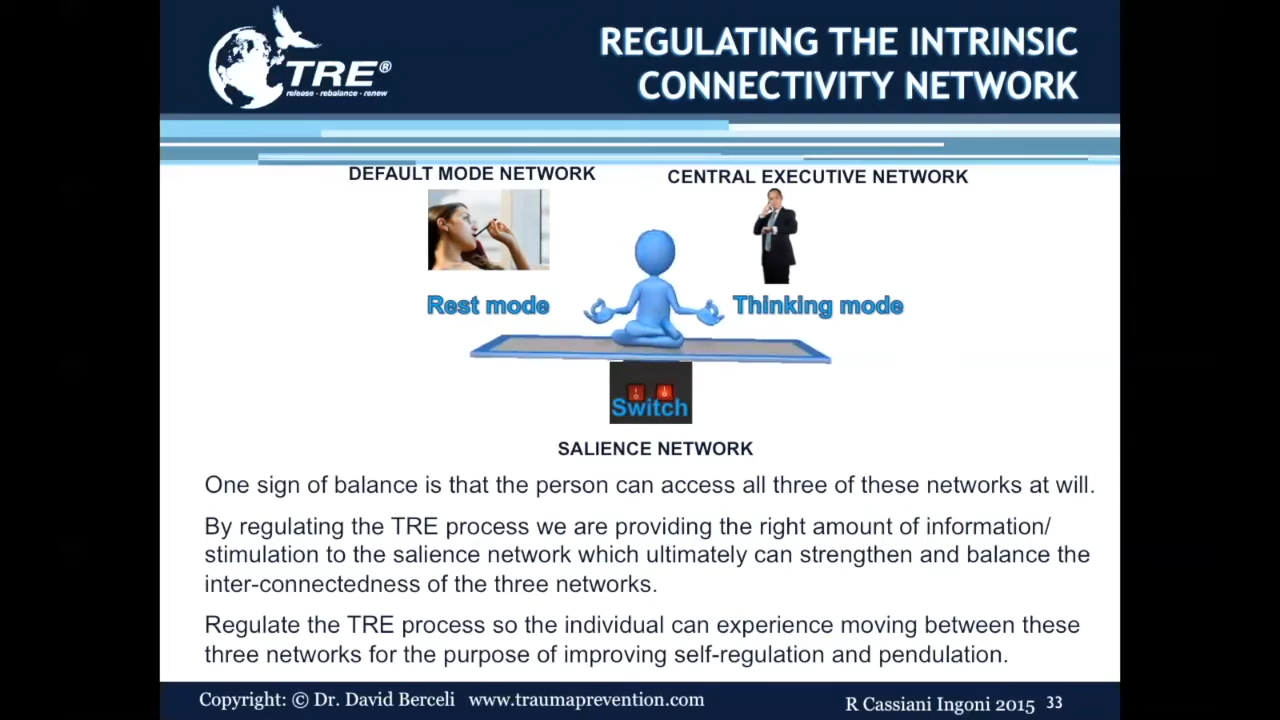 TRE®
release · rebalance · renew
REGULATING THE INTRINSIC
CONNECTIVITY NETWORK
DEFAULT MODE NETWORK
CENTRAL EXECUTIVE NETWORK
Rest mode
Thinking mode
Switch
SALIENCE NETWORK
One sign of balance is that the person can access all three of these networks at will.
By regulating the TRE process we are providing the right amount of information/
stimulation to the salience network which ultimately can strengthen and balance the
inter-connectedness of the three networks.
Regulate the TRE process so the individual can experience moving between these
three networks for the purpose of improving self-regulation and pendulation.
Copyright: © Dr. David Berceli www.traumaprevention.com
R Cassiani Ingoni 2015 33